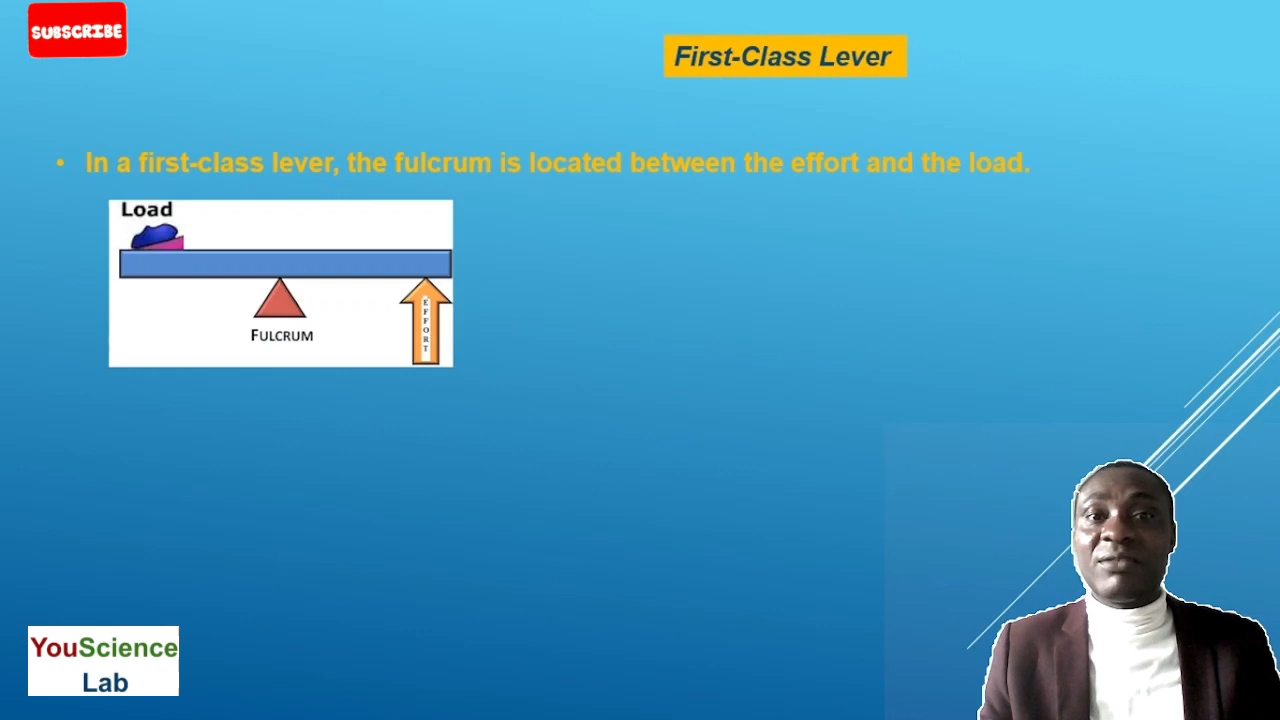 SUBSCRIBE
First-Class Lever
• In a first-class lever, the fulcrum is located between the effort and the load.
Load
EFFORT
FULCRUM
YouScience
Lab